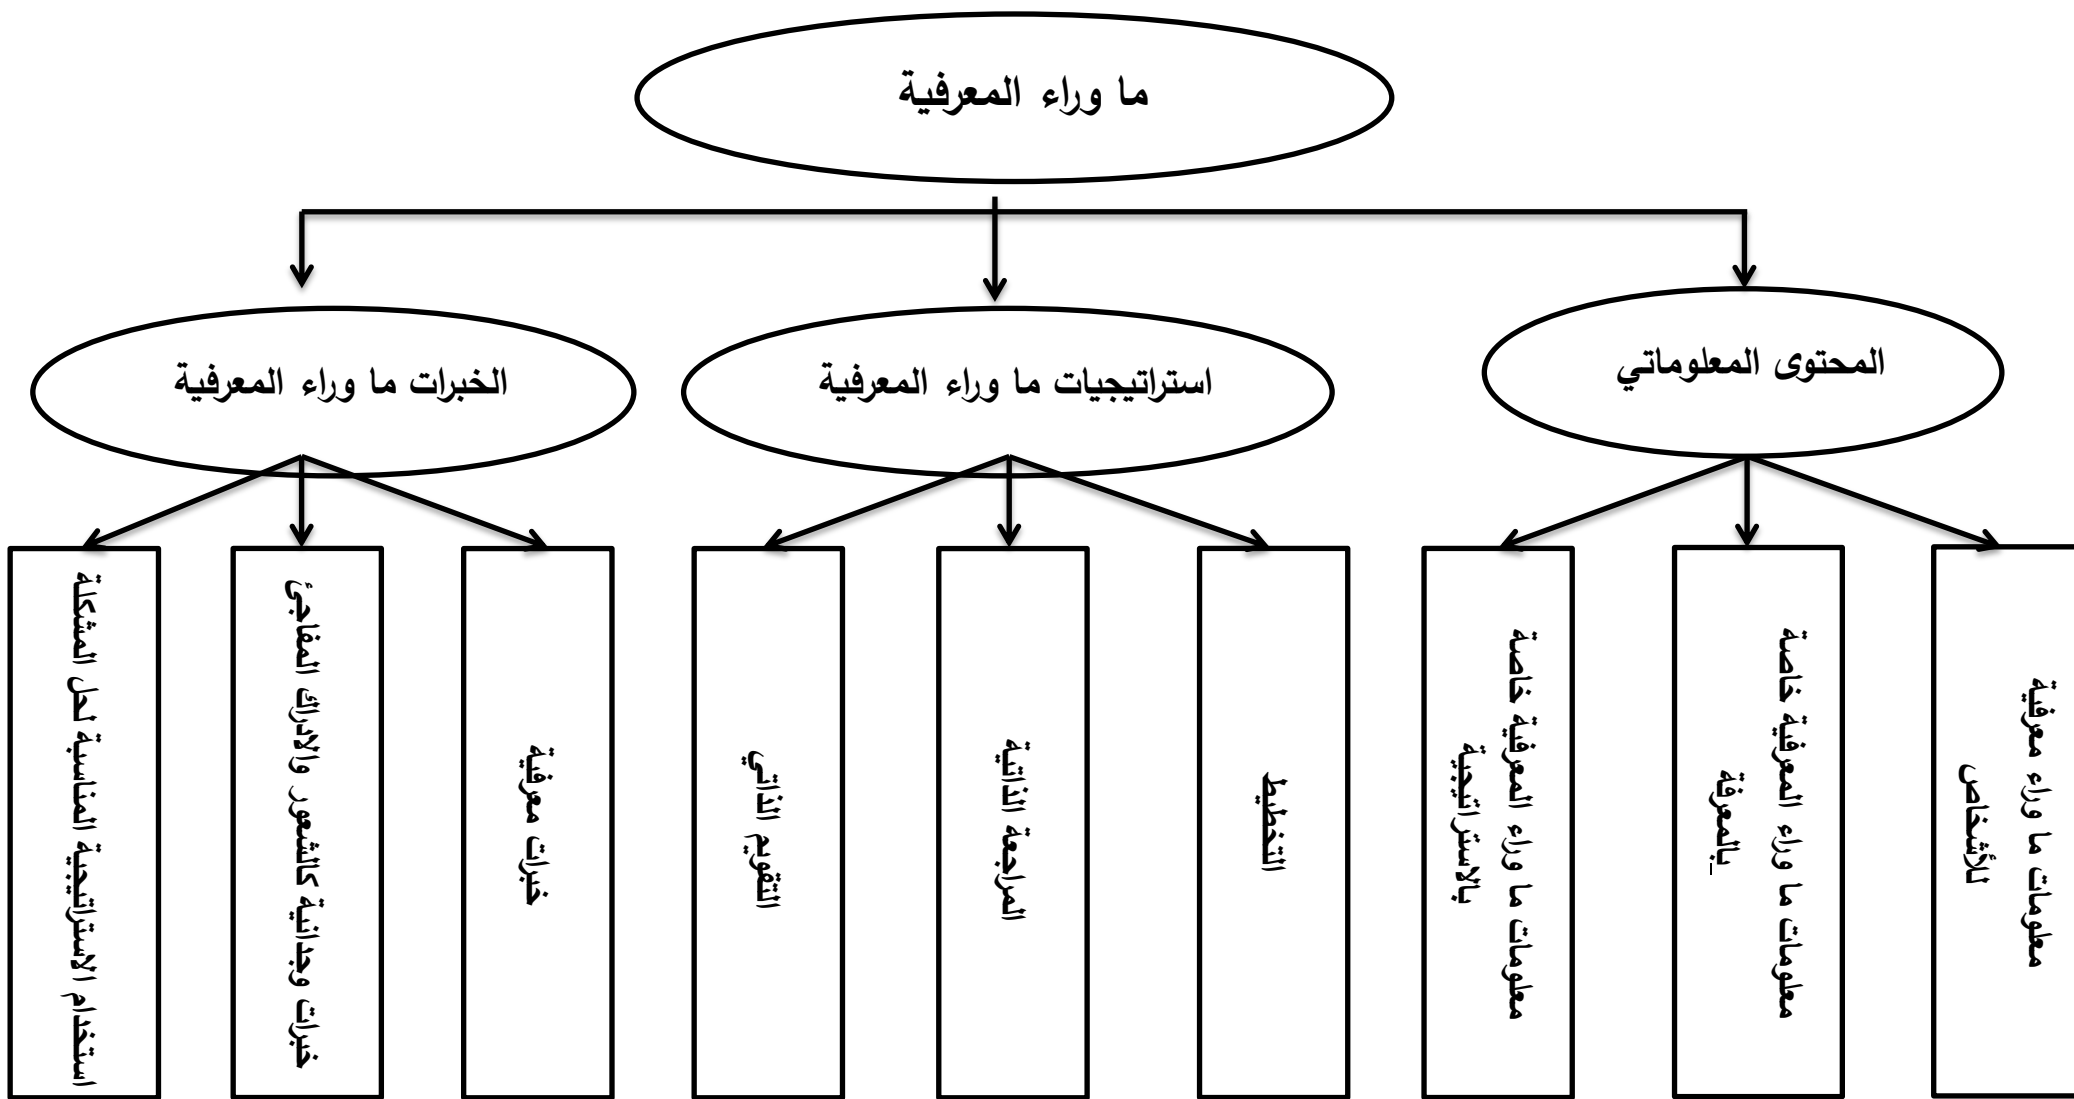 ما وراء المعرفية
المحتوى المعلوماتي
استراتيجيات ما وراء المعرفية
الخبرات ما وراء المعرفية
معلومات ما وراء معرفية
للأشخاص
معلومات ما وراء المعرفية خاصة
بالمعرفة
معلومات ما وراء المعرفية خاصة
بالاستراتيجية
التخطيط
المراجعة الذاتية
التقويم الذاتي
خبرات معرفية
خبرات وجدانية كالشعور والادراك المفاجئ
استخدام الاستراتيجية المناسبة لحل المشكلة